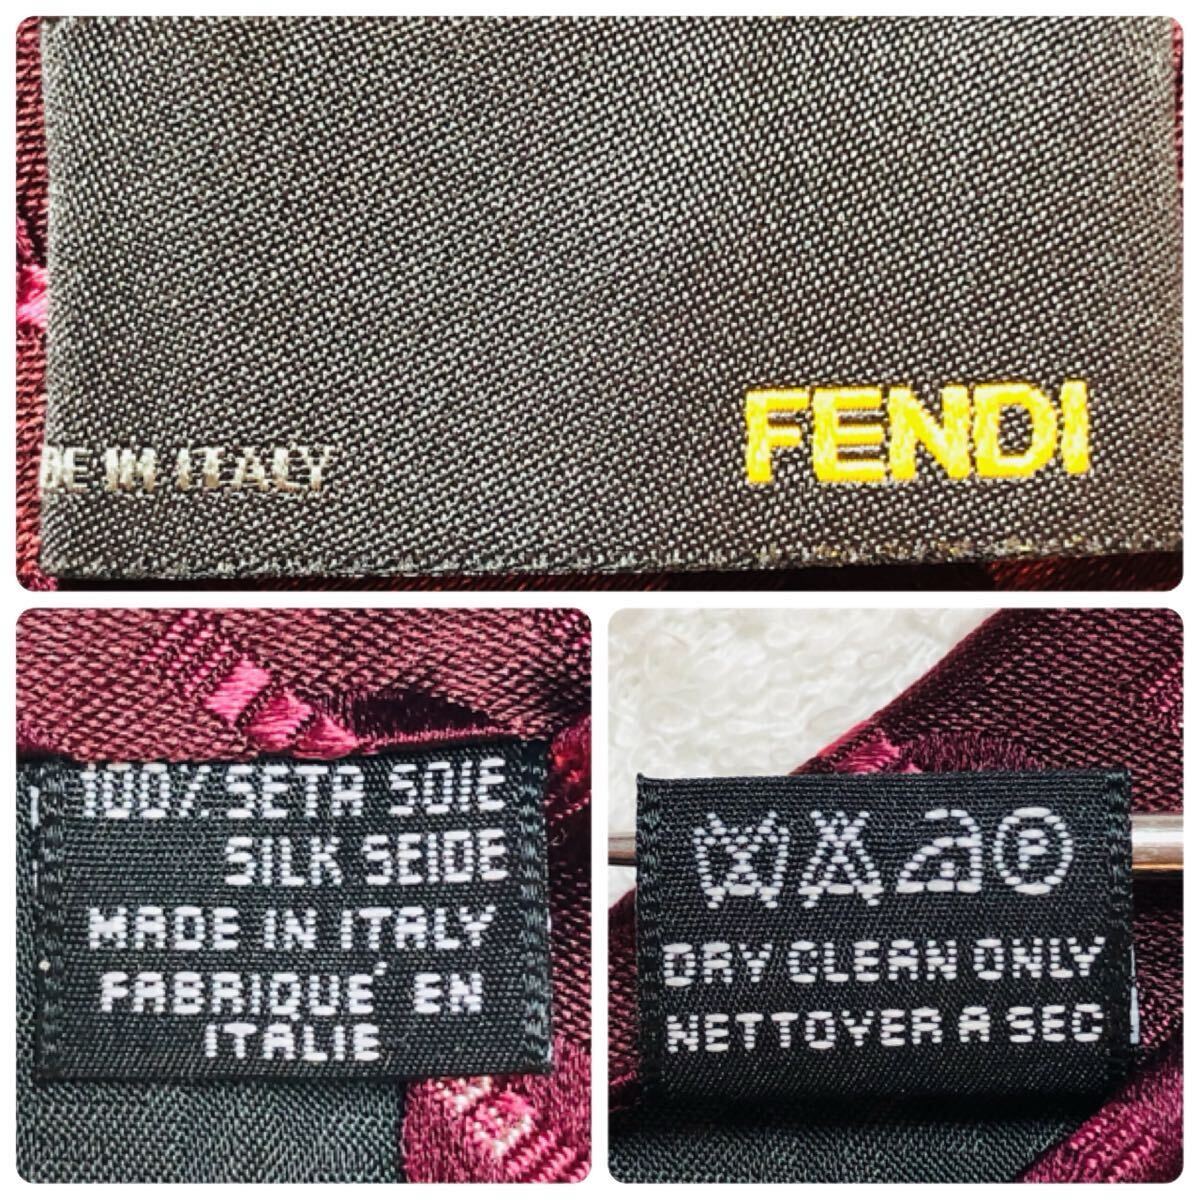 DE IN ITALY
FENDI
100% SETA SOIE
SILK SEIDE
MADE IN ITALY
FABRIQUÉ EN
ITALIE
P
DRY CLEAN ONLY
NETTOYER A SEC